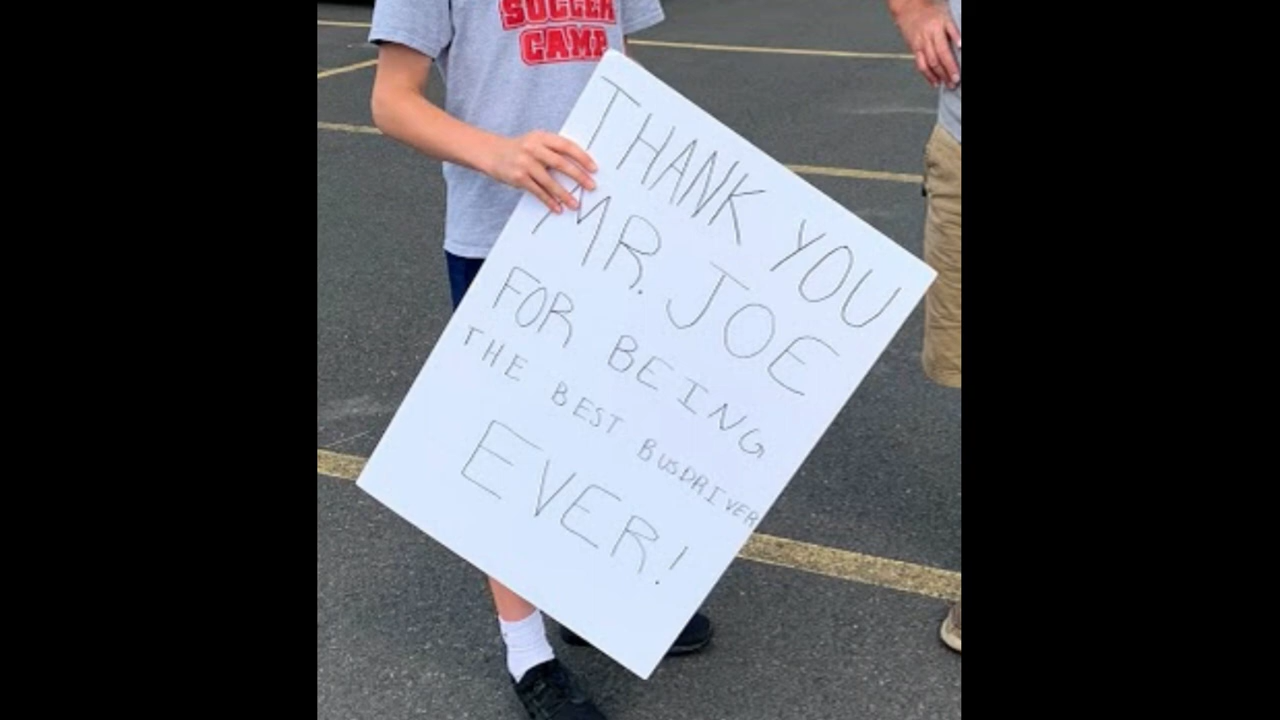 SOCCER
CAMP
THANK YOU
MR. JOE
FOR BEING
THE BEST BUSDRIVER
EVER!